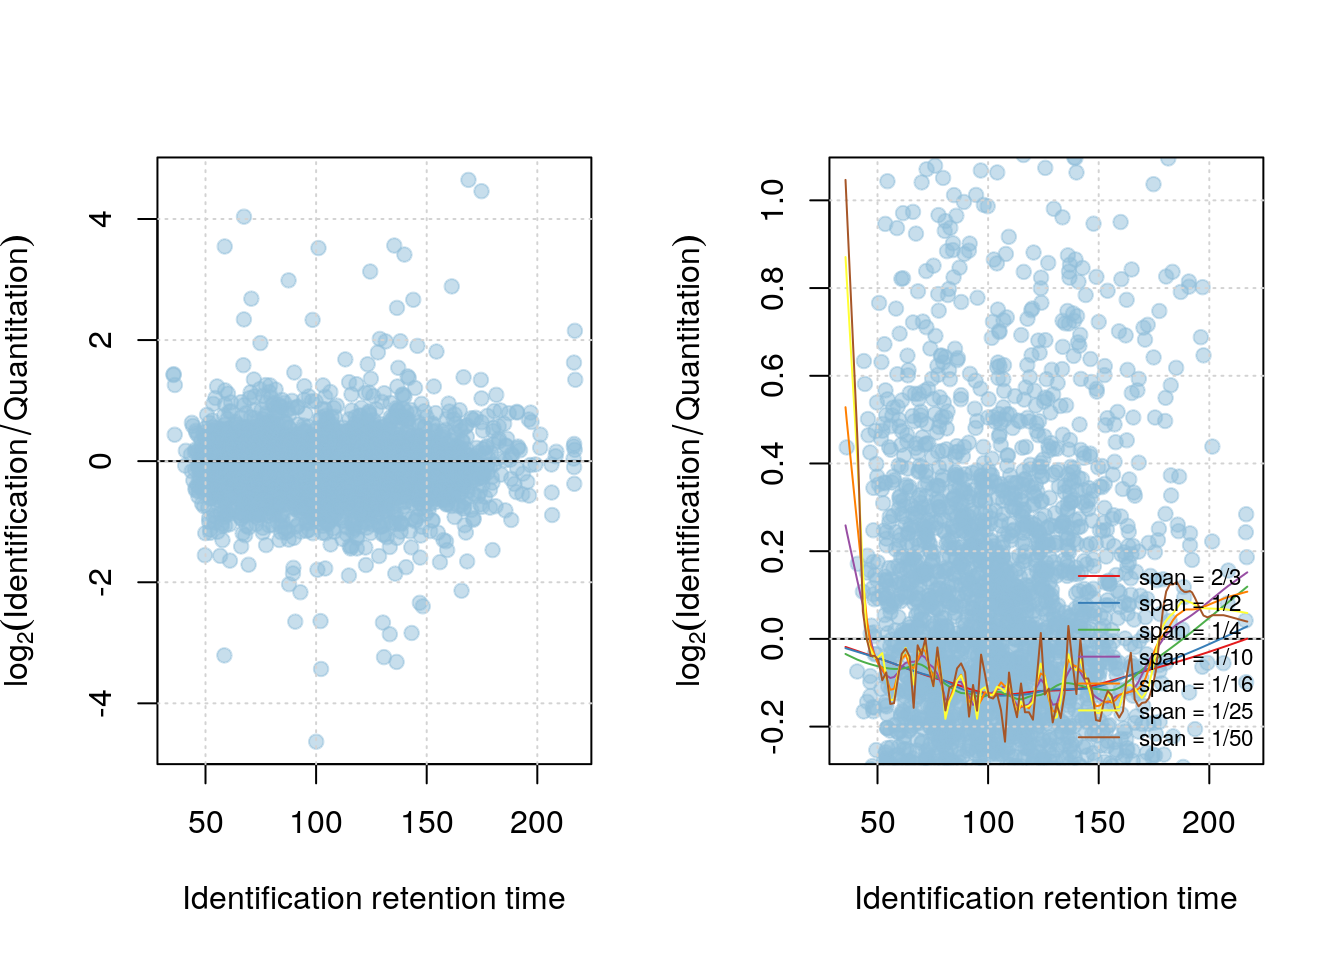 log2(Identification/Quantitation)
4
2
0
-2
-4
50 100 150 200
Identification retention time
log2(Identification/Quantitation)
1.0
0.8
0.6
0.4
0.2
0.0
-0.2
50 100 150 200
Identification retention time
span = 2/3
span = 1/2
span = 1/4
span = 1/10
span = 1/16
span = 1/25
span = 1/50